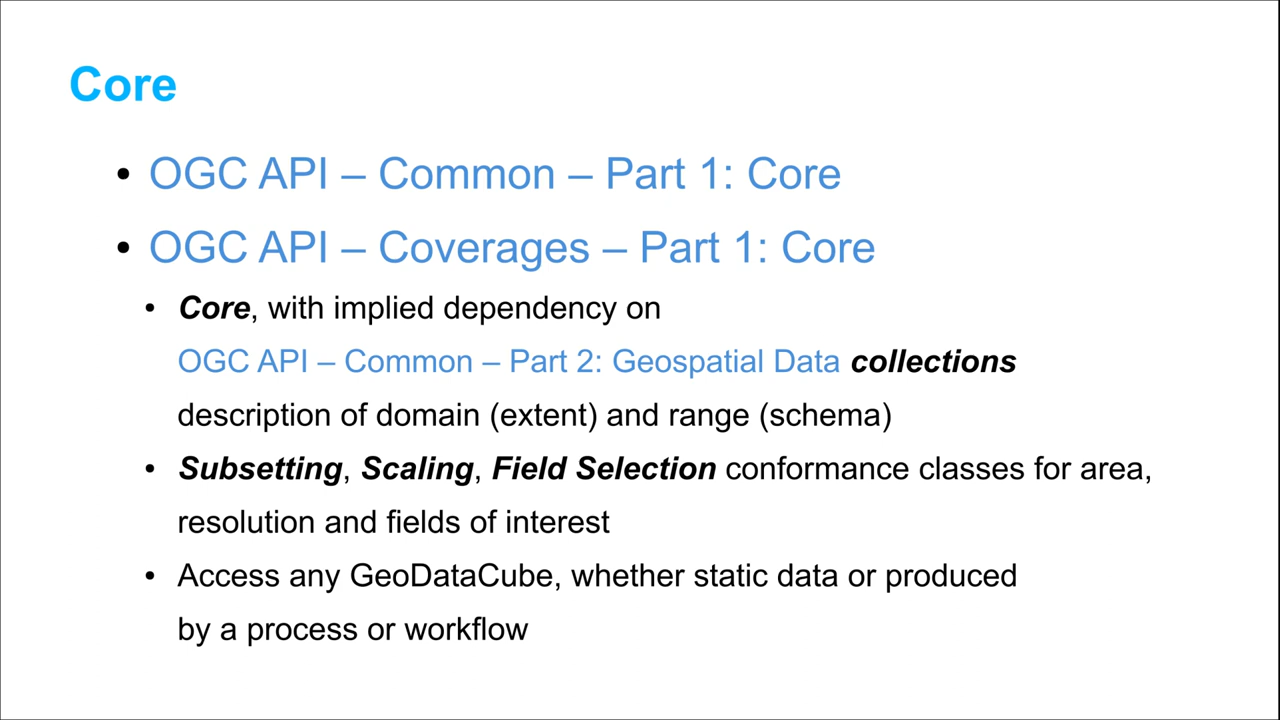 Core
• OGC API – Common – Part 1: Core
• OGC API – Coverages – Part 1: Core
• Core, with implied dependency on
OGC API – Common – Part 2: Geospatial Data collections
description of domain (extent) and range (schema)
• Subsetting, Scaling, Field Selection conformance classes for area,
resolution and fields of interest
• Access any GeoDataCube, whether static data or produced
by a process or workflow